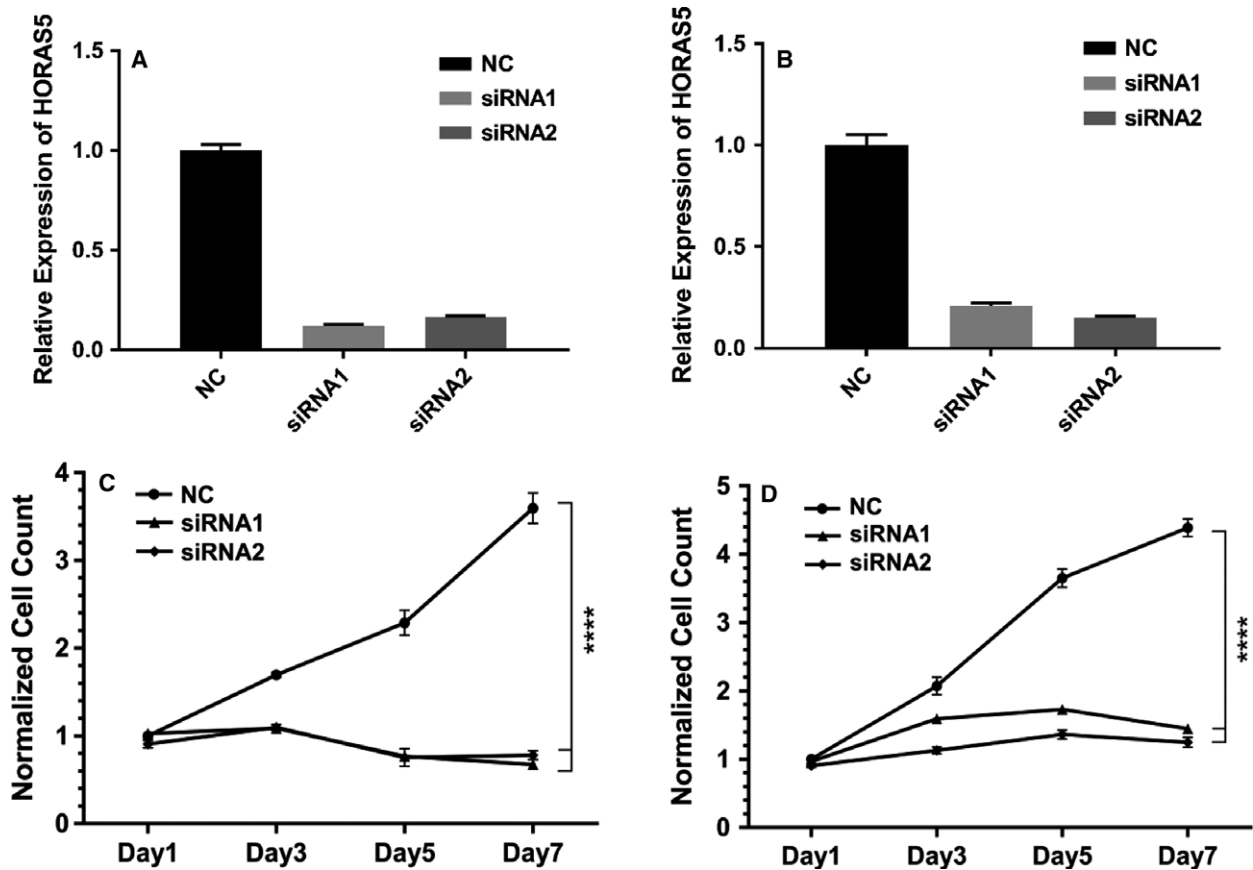 A
Relative Expression of HORAS5
1.5
1.0
0.5
0.0
NC
siRNA1
siRNA2
NC
siRNA1
siRNA2
B
Relative Expression of HORAS5
1.5
1.0
0.5
0.0
NC
siRNA1
siRNA2
NC
siRNA1
siRNA2
C
Normalized Cell Count
4
3
2
1
0
NC
siRNA1
siRNA2
****
Day1 Day3 Day5 Day7
D
Normalized Cell Count
5
4
3
2
1
0
NC
siRNA1
siRNA2
****
Day1 Day3 Day5 Day7